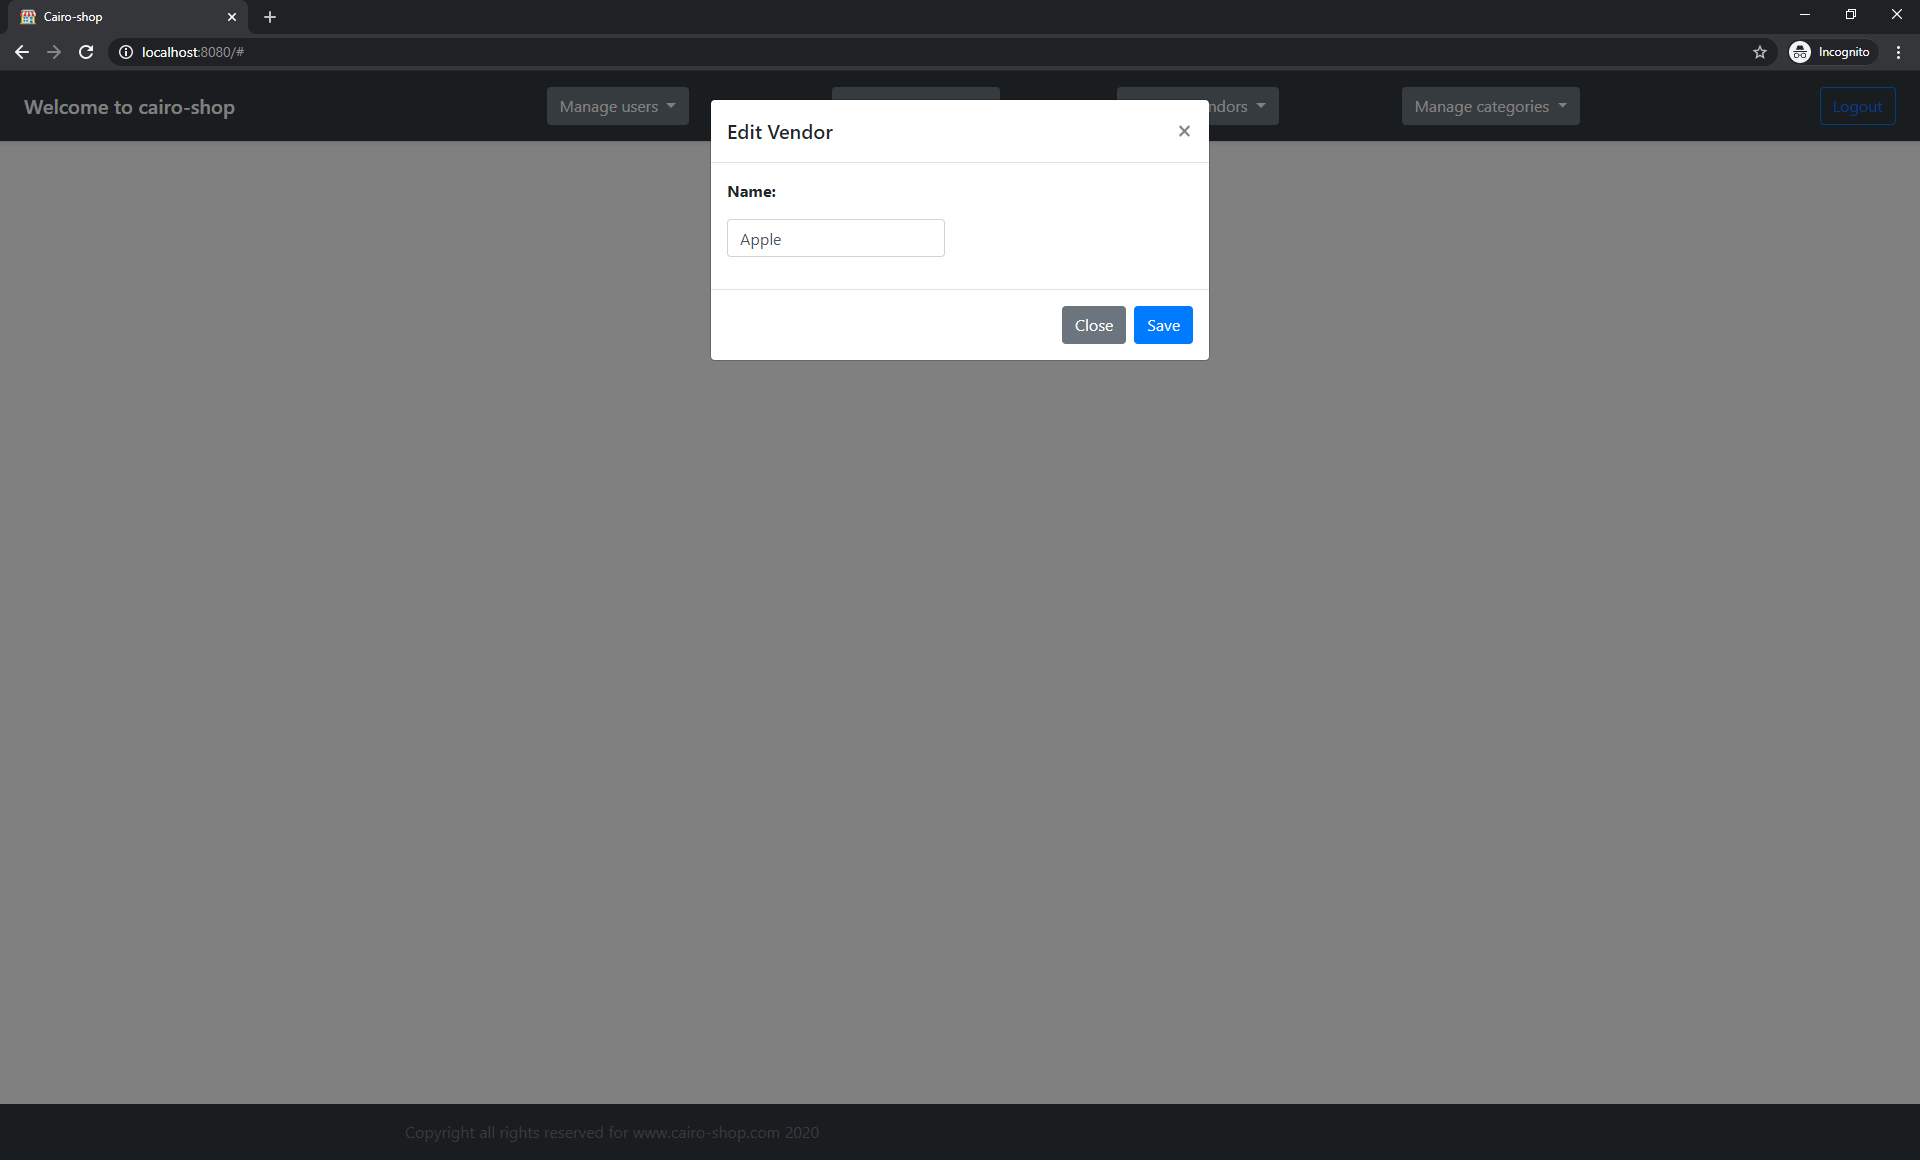 Cairo-shop
localhost:8080/#
Incognito
Welcome to cairo-shop
Manage users
ndors
Manage categories
Logout
Edit Vendor
×
Name:
Apple
Close
Save
Copyright all rights reserved for www.cairo-shop.com 2020